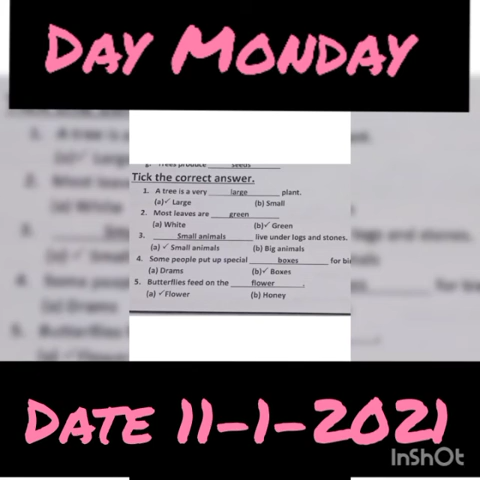 DAY MONDAY
Trees produce seeds
Tick the correct answer.
1. A tree is a very large plant.
(a)✓ Large (b) Small
2. Most leaves are green
(a) White (b)✓ Green
3. Small animals live under logs and stones.
(a) ✓ Small animals (b) Big animals
4. Some people put up special boxes for bi
(a) Drams (b)✓ Boxes
5. Butterflies feed on the flower.
(a) ✓Flower (b) Honey
DATE 11-1-2021
InShOt